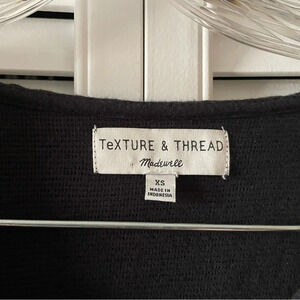 TeXTURE & THREAD
Madewell
XS
MADE IN
INDONESIA